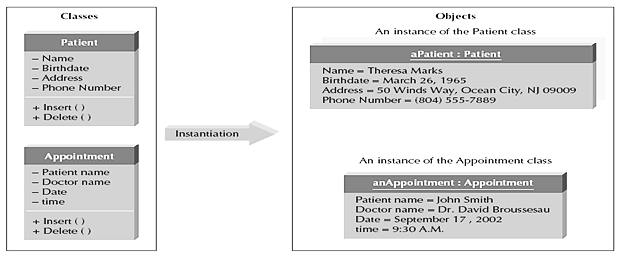 Classes
Patient
– Name
– Birthdate
– Address
– Phone Number
+ Insert ( )
+ Delete ( )
Appointment
– Patient name
– Doctor name
– Date
– time
+ Insert ( )
+ Delete ( )
Instantiation
Objects
An instance of the Patient class
aPatient : Patient
Name = Theresa Marks
Birthdate = March 26, 1965
Address = 50 Winds Way, Ocean City, NJ 09009
Phone Number = (804) 555-7889
An instance of the Appointment class
anAppointment : Appointment
Patient name = John Smith
Doctor name = Dr. David Broussesau
Date = September 17 , 2002
time = 9:30 A.M.